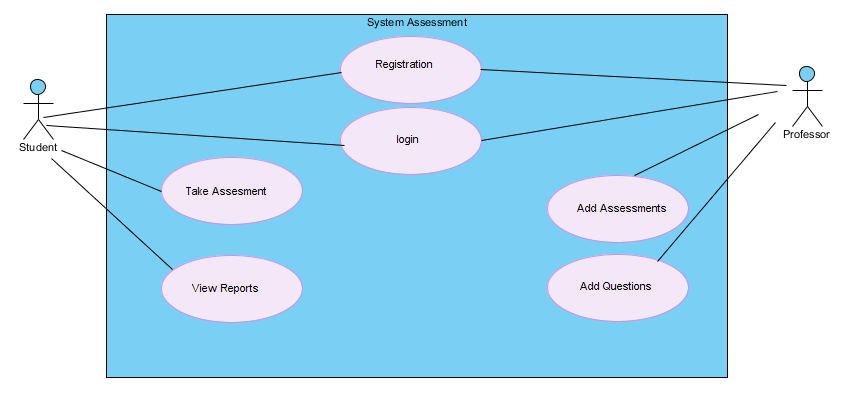 System Assessment
Registration
login
Student
Professor
Take Assesment
Add Assessments
View Reports
Add Questions